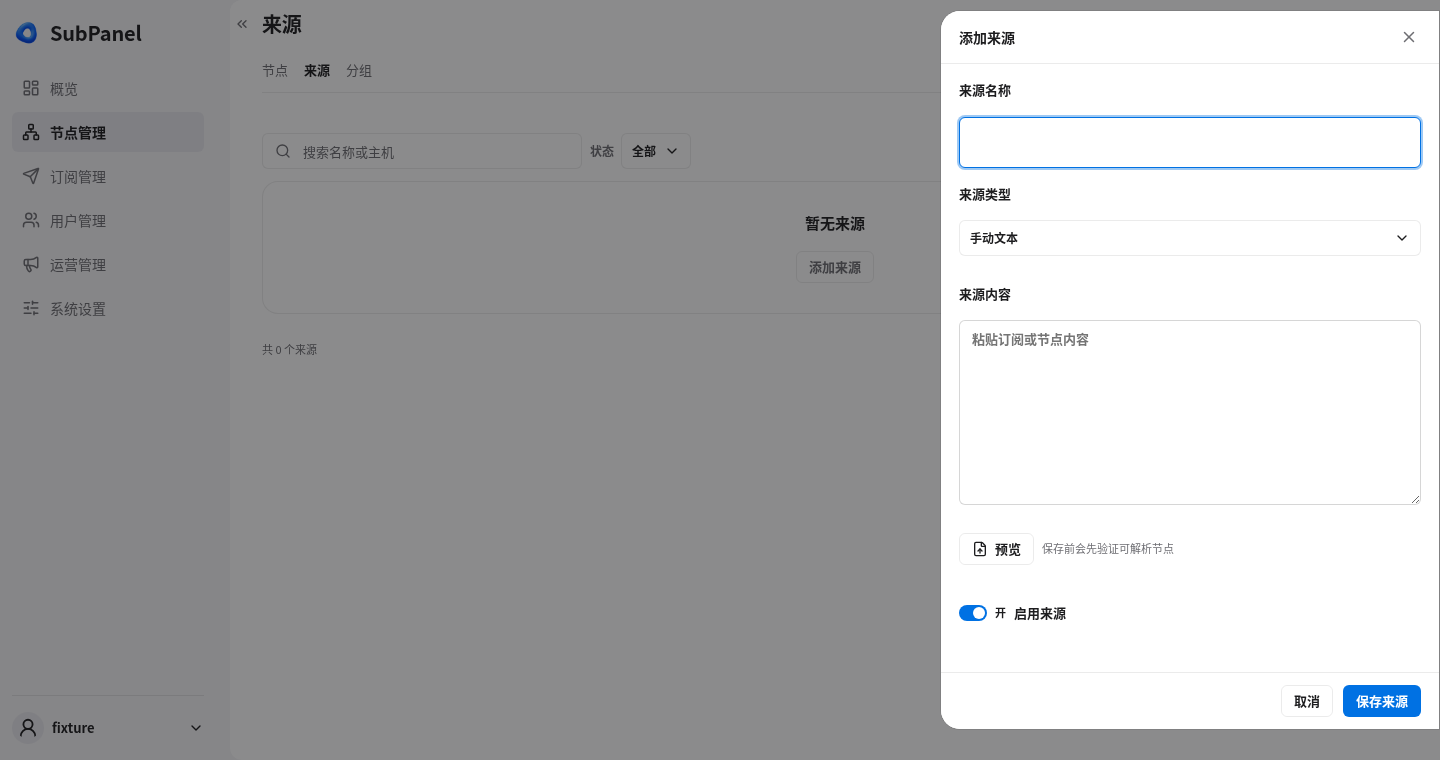 SubPanel
概览
节点管理
订阅管理
用户管理
运营管理
系统设置
fixture
来源
节点 来源 分组
搜索名称或主机 状态 全部
暂无来源
添加来源
共 0 个来源
添加来源
来源名称
来源类型
手动文本
来源内容
粘贴订阅或节点内容
预览 保存前会先验证可解析节点
开 启用来源
取消 保存来源